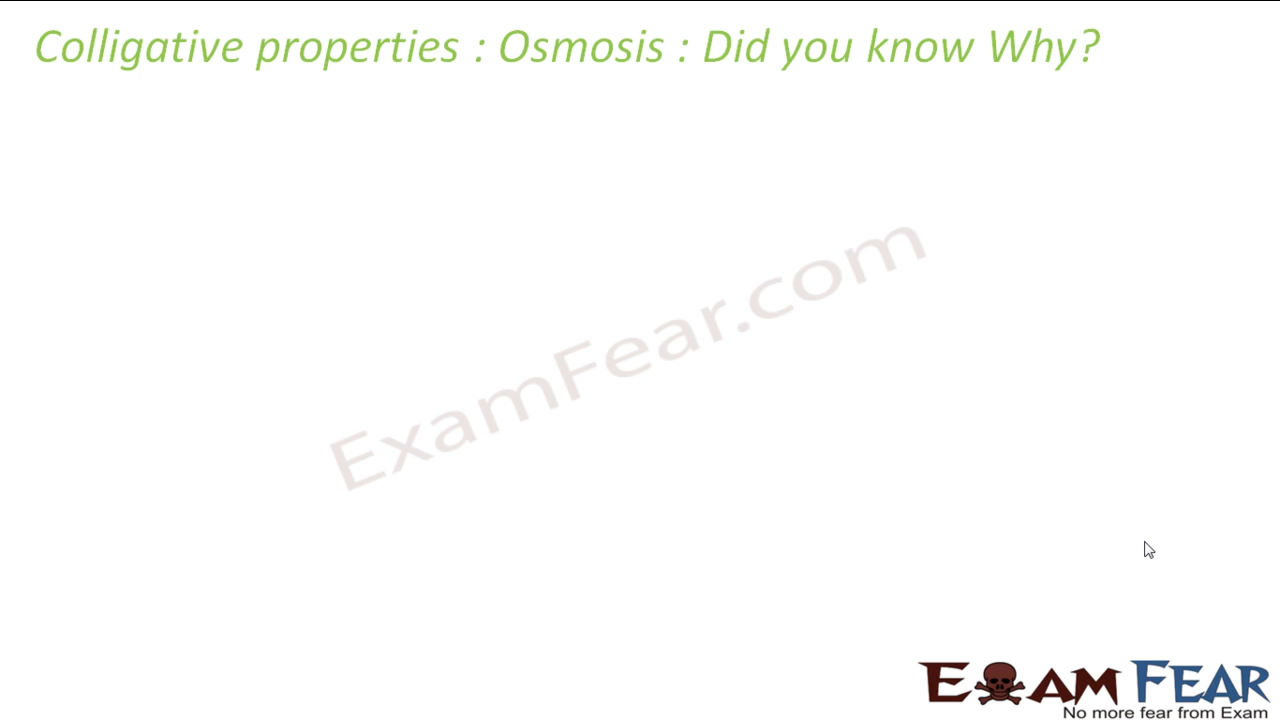 Colligative properties : Osmosis : Did you know Why?
ExamFear.com
EXAM FEAR
No more fear from Exam